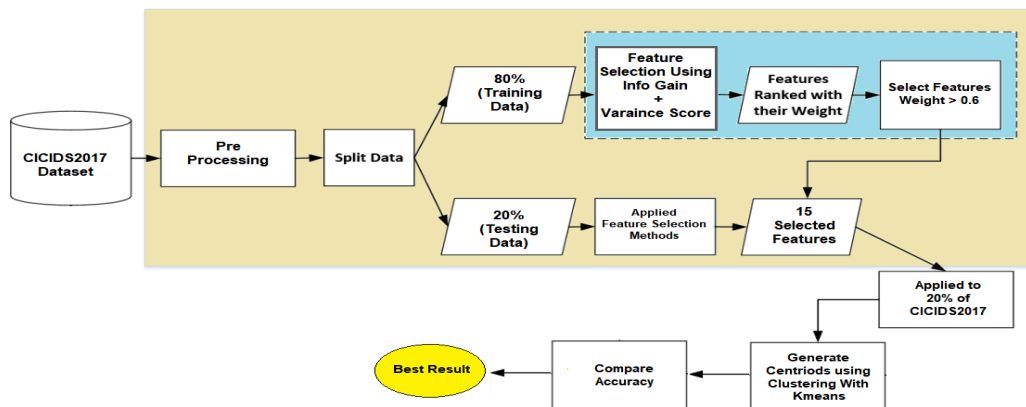 CICIDS2017
Dataset
Pre
Processing
Split Data
80%
(Training
Data)
Feature
Selection Using
Info Gain
+
Varaince Score
Features
Ranked with
their Weight
Select Features
Weight > 0.6
20%
(Testing
Data)
Applied
Feature Selection
Methods
15
Selected
Features
Applied to
20% of
CICIDS2017
Generate
Centriods using
Clustering With
Kmeans
Compare
Accuracy
Best Result